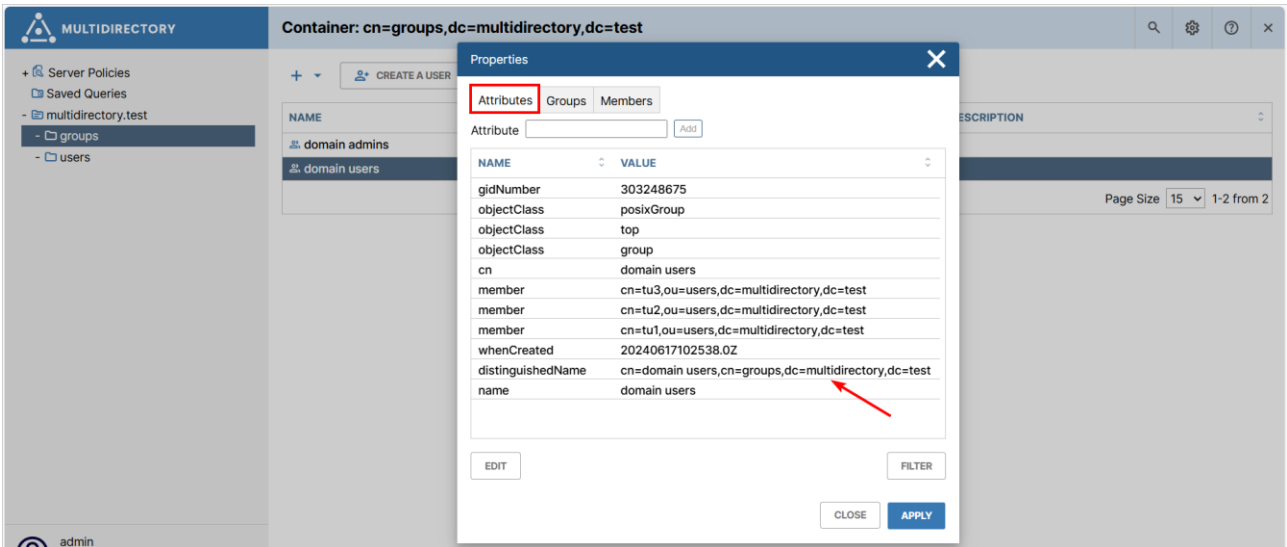 MULTIDIRECTORY
Container: cn=groups,dc=multidirectory,dc=test
+ Server Policies
Saved Queries
- multidirectory.test
- groups
- users
+ CREATE A USER
NAME
ESCRIPTION
domain admins
domain users
Page Size 15 1-2 from 2
Properties
Attributes Groups Members
Attribute Add
NAME VALUE
gidNumber 303248675
objectClass posixGroup
objectClass top
objectClass group
cn domain users
member cn=tu3,ou=users,dc=multidirectory,dc=test
member cn=tu2,ou=users,dc=multidirectory,dc=test
member cn=tu1,ou=users,dc=multidirectory,dc=test
whenCreated 20240617102538.0Z
distinguishedName cn=domain users,cn=groups,dc=multidirectory,dc=test
name domain users
EDIT FILTER
CLOSE APPLY
admin